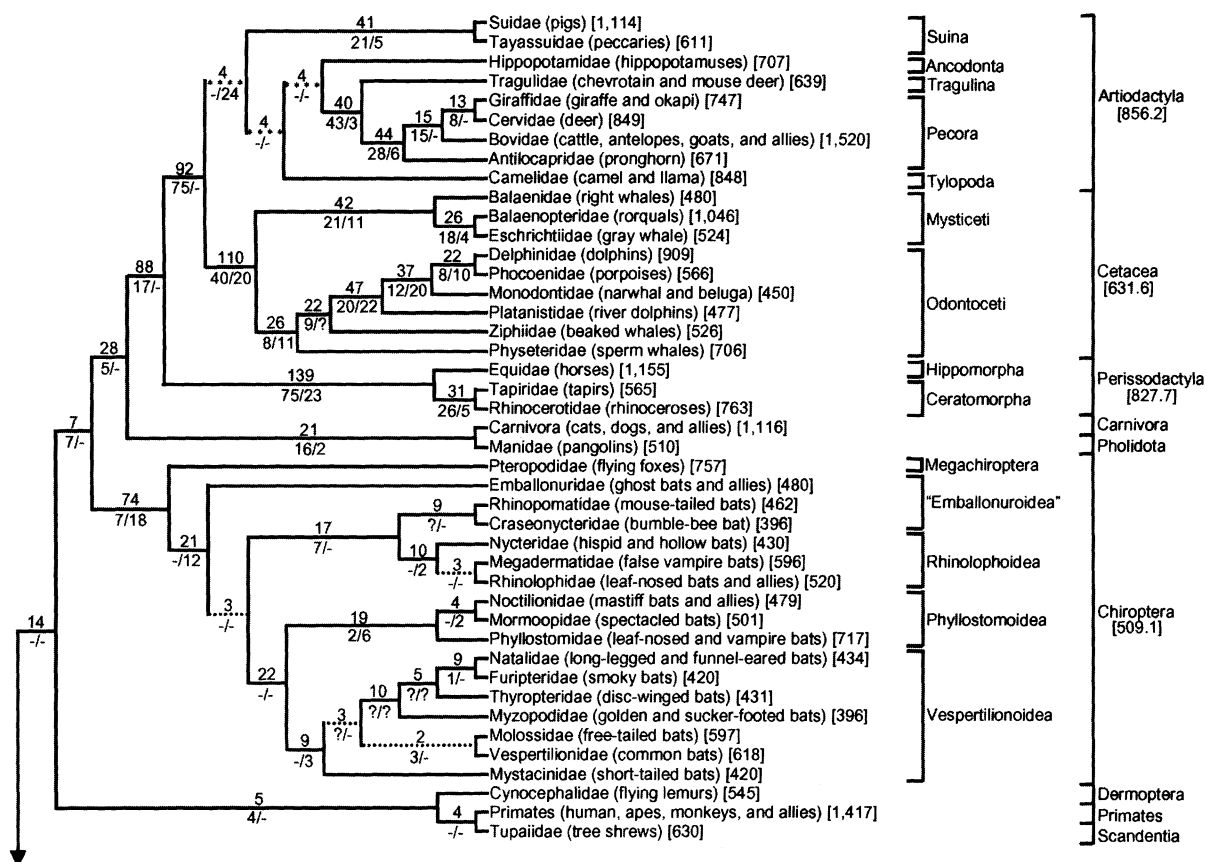 41
21/5
Suidae (pigs) [1,114]
Tayassuidae (peccaries) [611]
Suina
4
-/24
4
-/-
Hippopotamidae (hippopotamuses) [707]
Ancodonta
Tragulidae (chevrotain and mouse deer) [639]
Tragulina
40
43/3
13
8/-
Giraffidae (giraffe and okapi) [747]
Artiodactyla
[856.2]
15
15/-
Cervidae (deer) [849]
4
-/-
44
28/6
Bovidae (cattle, antelopes, goats, and allies) [1,520]
Pecora
Antilocapridae (pronghorn) [671]
92
75/-
Camelidae (camel and llama) [848]
Tylopoda
42
21/11
Balaenidae (right whales) [480]
26
18/4
Balaenopteridae (rorquals) [1,046]
Mysticeti
Eschrichtiidae (gray whale) [524]
110
40/20
22
8/10
Delphinidae (dolphins) [909]
88
17/-
37
12/20
Phocoenidae (porpoises) [566]
Cetacea
[631.6]
47
20/22
Monodontidae (narwhal and beluga) [450]
Odontoceti
22
9/?
Platanistidae (river dolphins) [477]
26
8/11
Ziphiidae (beaked whales) [526]
Physeteridae (sperm whales) [706]
28
5/-
Equidae (horses) [1,155]
Hippomorpha
139
75/23
31
26/5
Tapiridae (tapirs) [565]
Ceratomorpha
Perissodactyla
[827.7]
Rhinocerotidae (rhinoceroses) [763]
7
7/-
21
16/2
Carnivora (cats, dogs, and allies) [1,116]
Carnivora
Manidae (pangolins) [510]
Pholidota
Pteropodidae (flying foxes) [757]
Megachiroptera
74
7/18
Emballonuridae (ghost bats and allies) [480]
9
?/-
Rhinopomatidae (mouse-tailed bats) [462]
"Emballonuroidea"
17
7/-
Craseonycteridae (bumble-bee bat) [396]
21
-/12
10
-/2
Nycteridae (hispid and hollow bats) [430]
3
-/-
Megadermatidae (false vampire bats) [596]
Rhinolophoidea
Rhinolophidae (leaf-nosed bats and allies) [520]
3
-/-
4
-/2
Noctilionidae (mastiff bats and allies) [479]
14
-/-
19
2/6
Mormoopidae (spectacled bats) [501]
Phyllostomoidea
Chiroptera
[509.1]
Phyllostomidae (leaf-nosed and vampire bats) [717]
22
-/-
9
1/-
Natalidae (long-legged and funnel-eared bats) [434]
5
?/?
Furipteridae (smoky bats) [420]
10
?/?
Thyropteridae (disc-winged bats) [431]
3
?/-
Myzopodidae (golden and sucker-footed bats) [396]
Vespertilionoidea
2
3/-
Molossidae (free-tailed bats) [597]
9
-/3
Vespertilionidae (common bats) [618]
Mystacinidae (short-tailed bats) [420]
5
4/-
Cynocephalidae (flying lemurs) [545]
Dermoptera
4
-/-
Primates (human, apes, monkeys, and allies) [1,417]
Primates
Tupaiidae (tree shrews) [630]
Scandentia